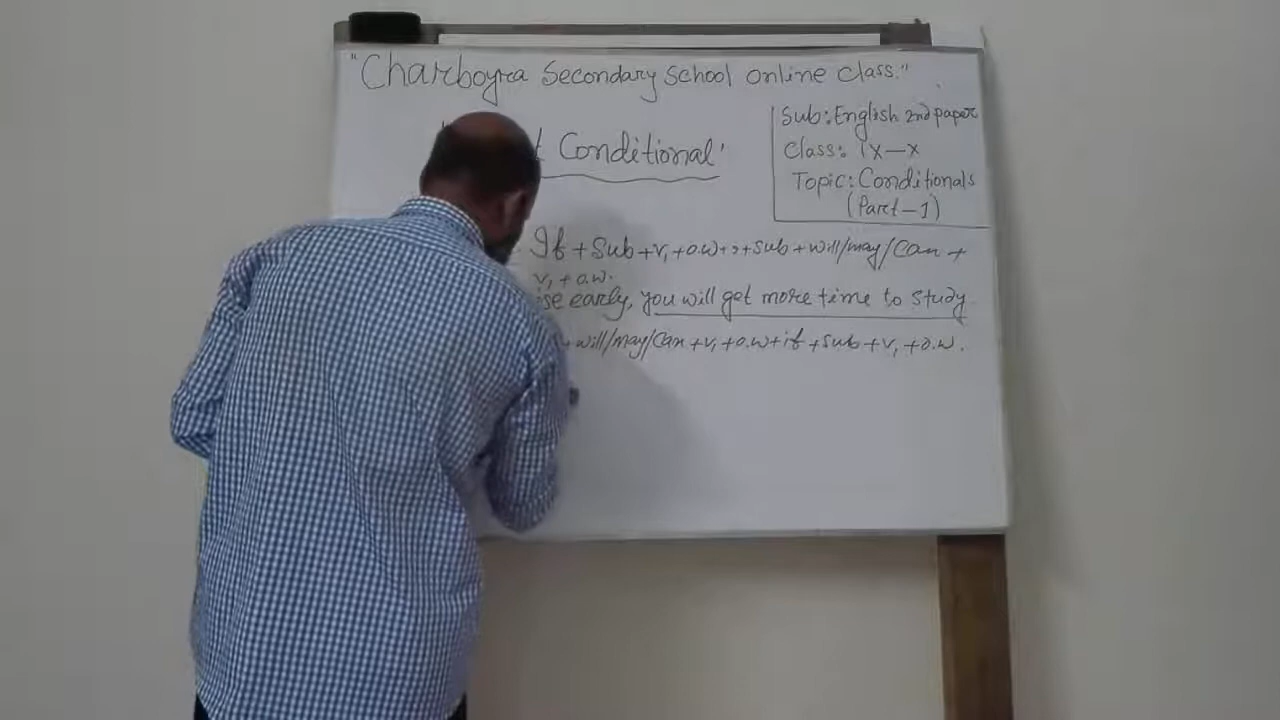 "Charboyra Secondary School Online Class."
Sub: English 2nd paper
Class: IX—X
Topic: Conditionals
(Part-1)
Conditional'
If + Sub + V₁ + o.w + , + sub + will/may/can +
V₁ + o.w.
early, you will get more time to study
+ will/may/can + V₁ + o.w + if + sub + V₁ + o.w.